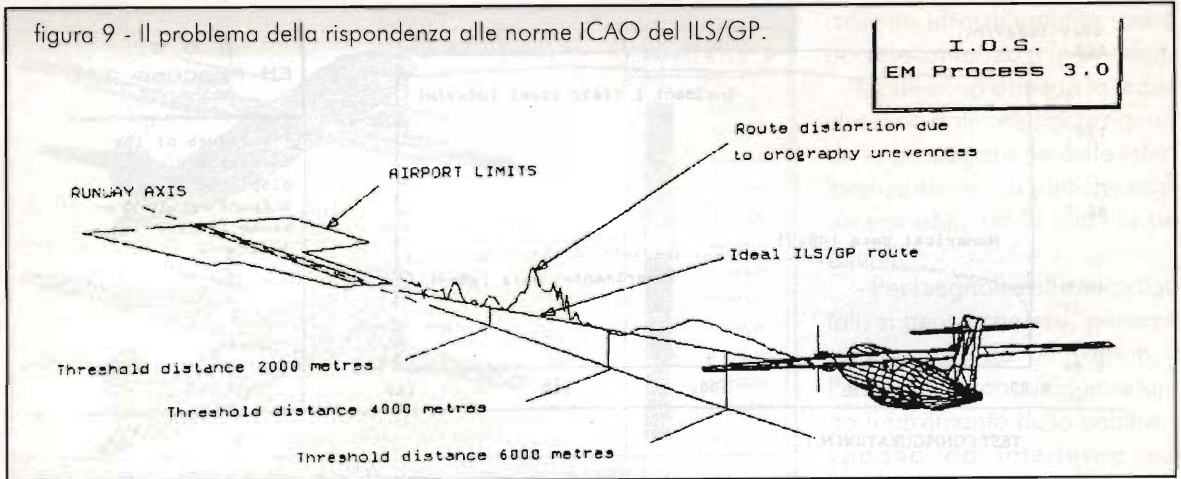 figura 9 - Il problema della rispondenza alle norme ICAO del ILS/GP.
I.D.S.
EM Process 3.0
Route distortion due
to orography unevenness
AIRPORT LIMITS
RUNWAY AXIS
Ideal ILS/GP route
Threshold distance 2000 metres
Threshold distance 4000 metres
Threshold distance 6000 metres